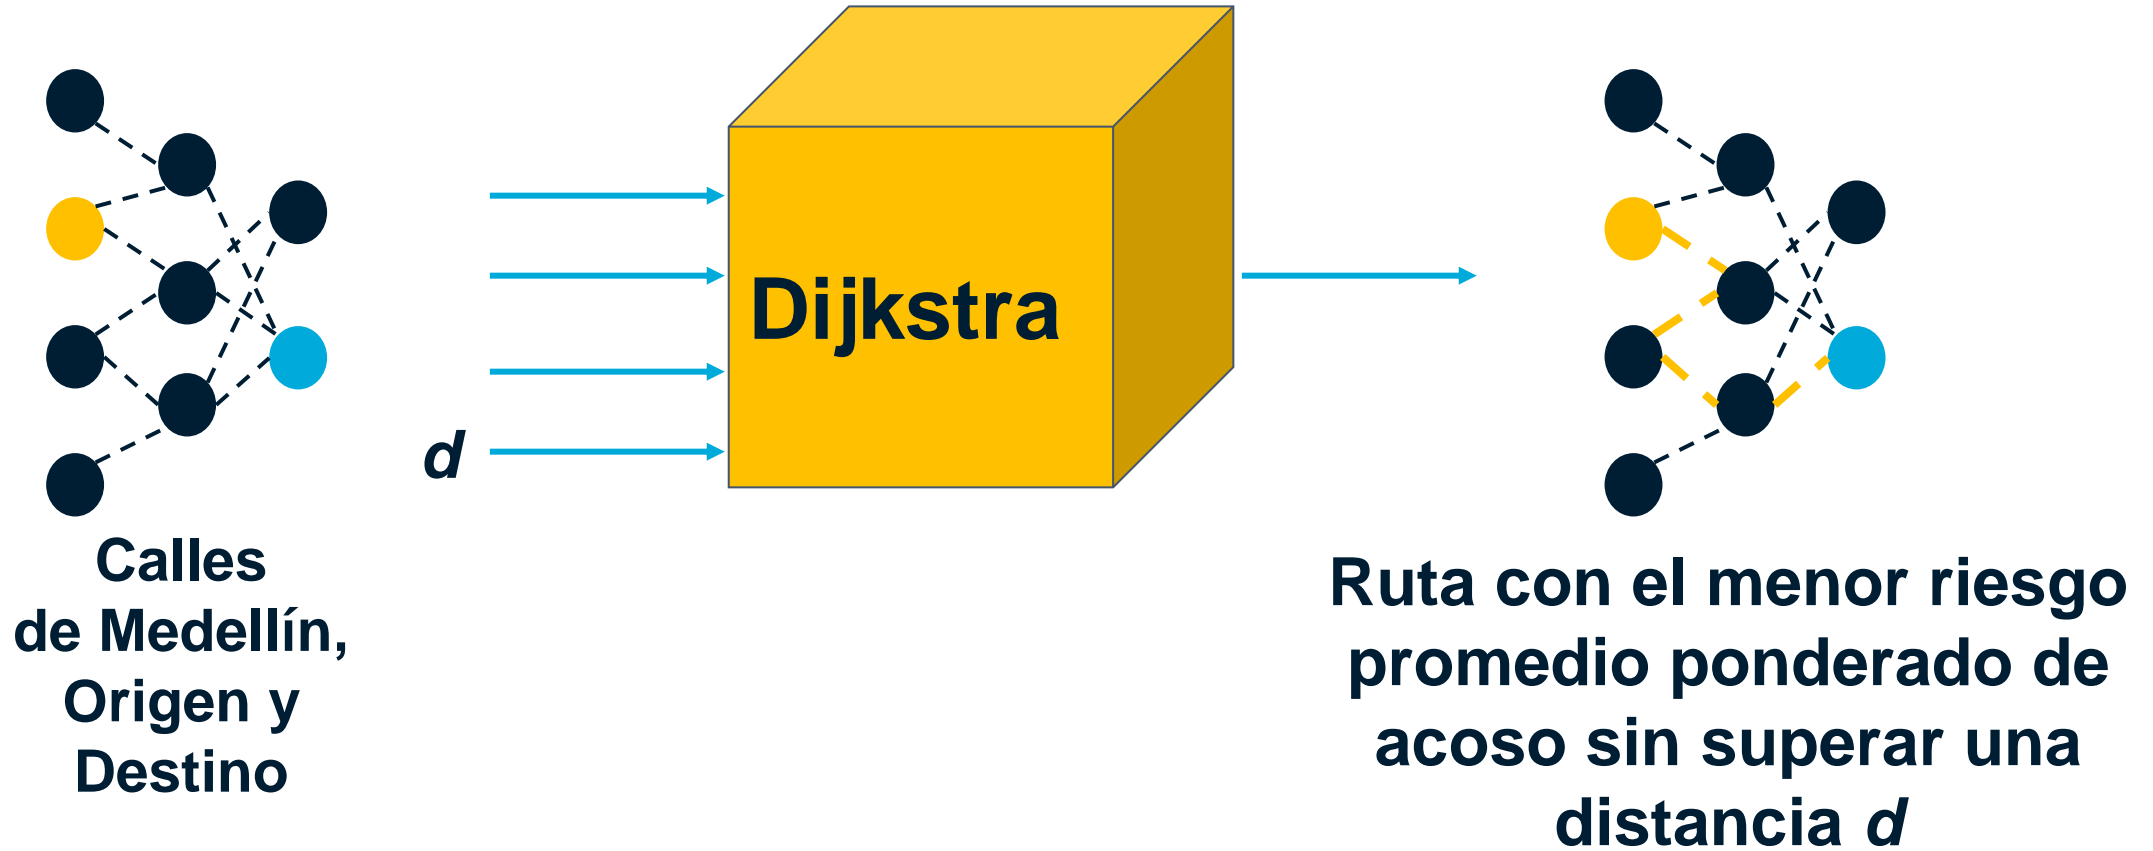 Calles
de Medellín,
Origen y
Destino
d
Dijkstra
Ruta con el menor riesgo
promedio ponderado de
acoso sin superar una
distancia d